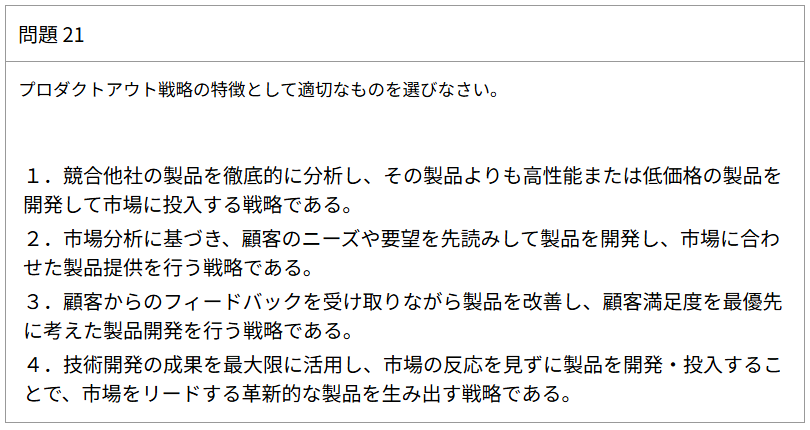 問題 21
プロダクトアウト戦略の特徴として適切なものを選びなさい。
１．競合他社の製品を徹底的に分析し、その製品よりも高性能または低価格の製品を
開発して市場に投入する戦略である。
２．市場分析に基づき、顧客のニーズや要望を先読みして製品を開発し、市場に合わ
せた製品提供を行う戦略である。
３．顧客からのフィードバックを受け取りながら製品を改善し、顧客満足度を最優先
に考えた製品開発を行う戦略である。
４．技術開発の成果を最大限に活用し、市場の反応を見ずに製品を開発・投入するこ
とで、市場をリードする革新的な製品を生み出す戦略である。